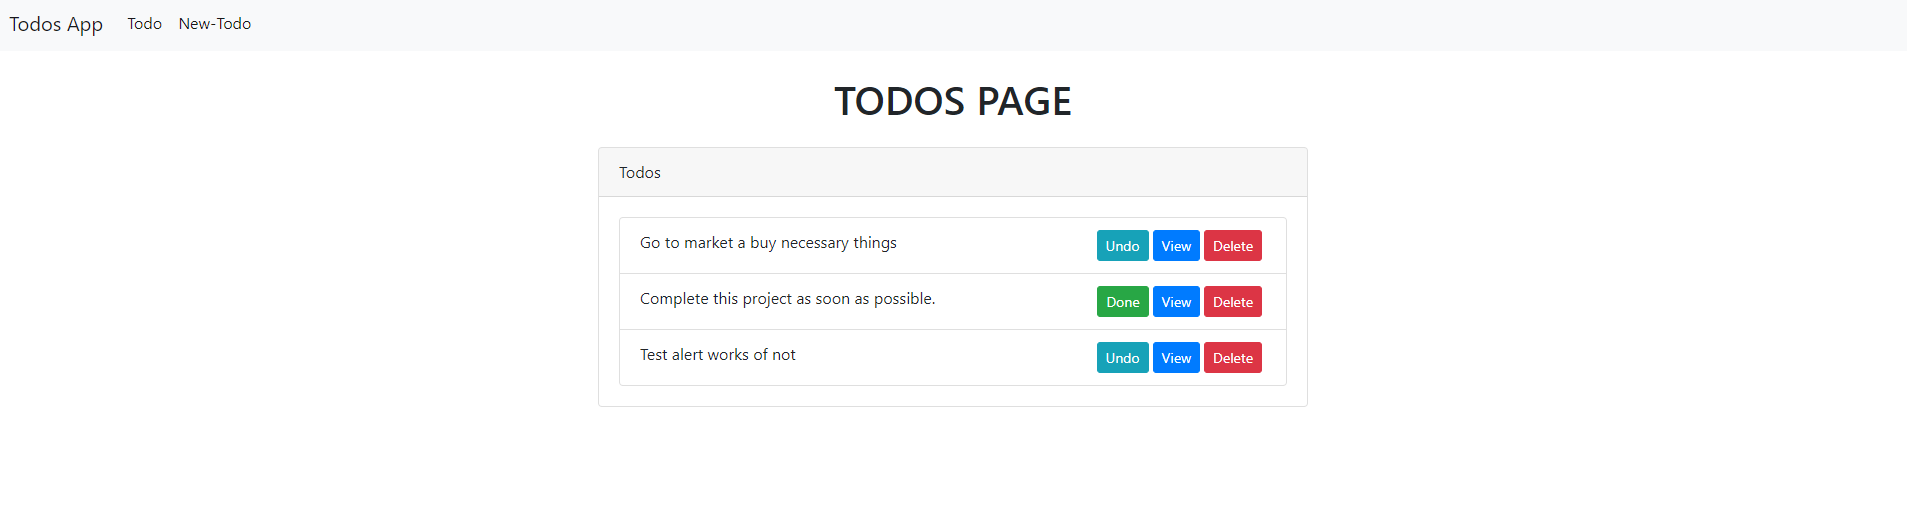 Todos App Todo New-Todo
TODOS PAGE
Todos
Go to market a buy necessary things Undo View Delete
Complete this project as soon as possible. Done View Delete
Test alert works of not Undo View Delete